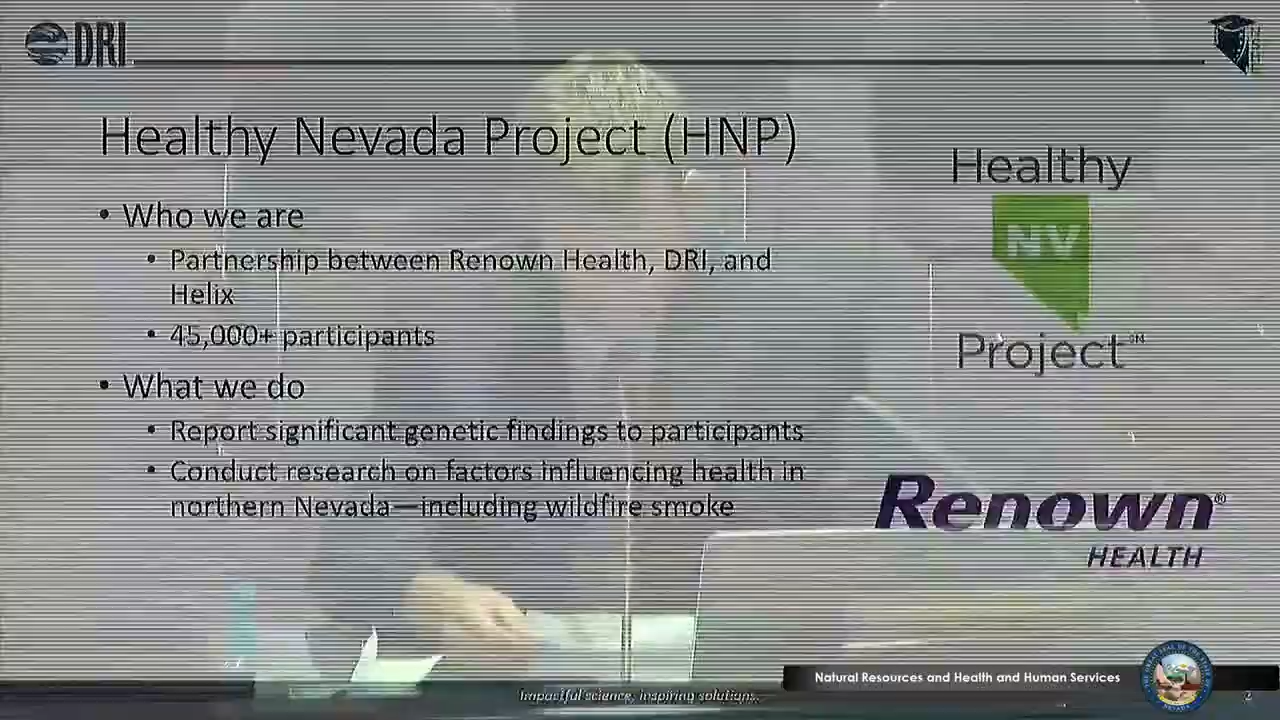 DRI
Healthy Nevada Project (HNP)
• Who we are
• Partnership between Renown Health, DRI, and
Helix
• 45,000+ participants
• What we do
• Report significant genetic findings to participants
• Conduct research on factors influencing health in
northern Nevada—including wildfire smoke
Healthy
NV
Project℠
Renown®
HEALTH
Natural Resources and Health and Human Services
Impactful science, inspiring solutions.